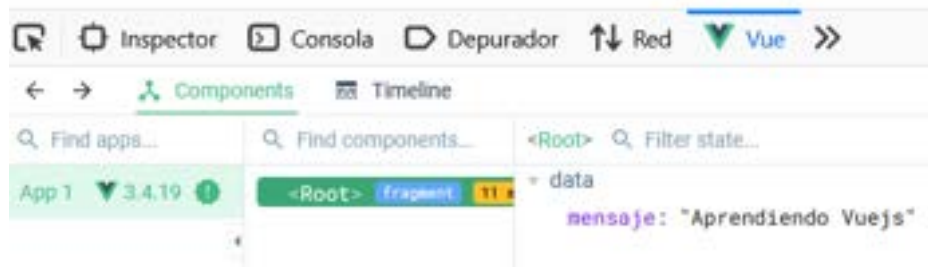 Inspector Consola Depurador Red Vue
Components Timeline
Find apps... Find components... <Root> Filter state...
App 1 3.4.19 <Root> fragment 11 data
mensaje: "Aprendiendo Vuejs"